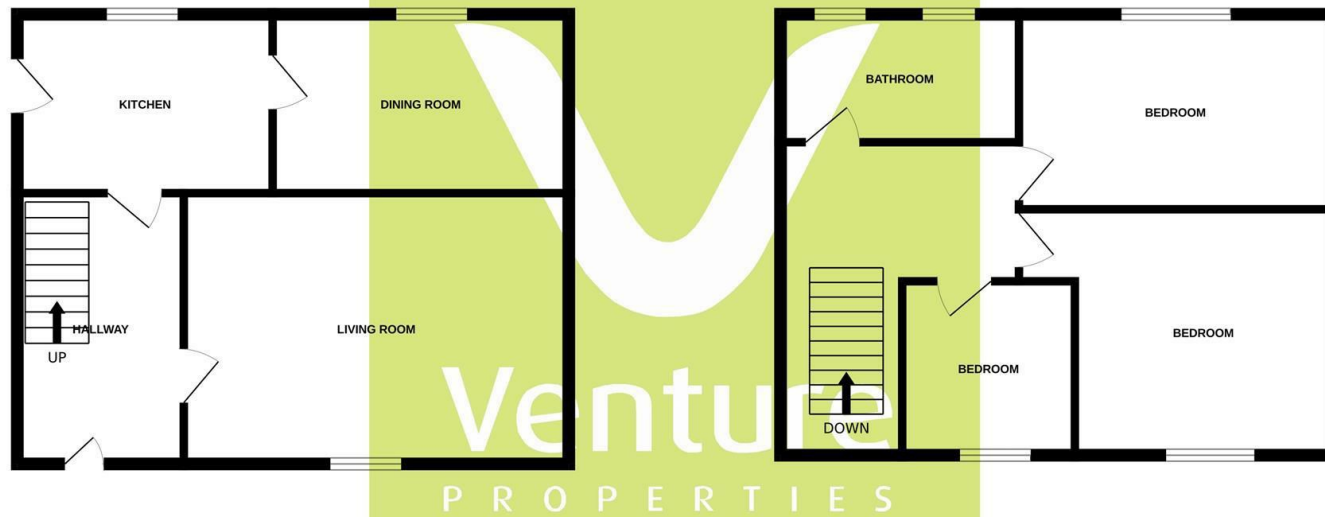 KITCHEN
DINING ROOM
HALLWAY
UP
LIVING ROOM
BATHROOM
BEDROOM
BEDROOM
BEDROOM
DOWN
Venture
PROPERTIES